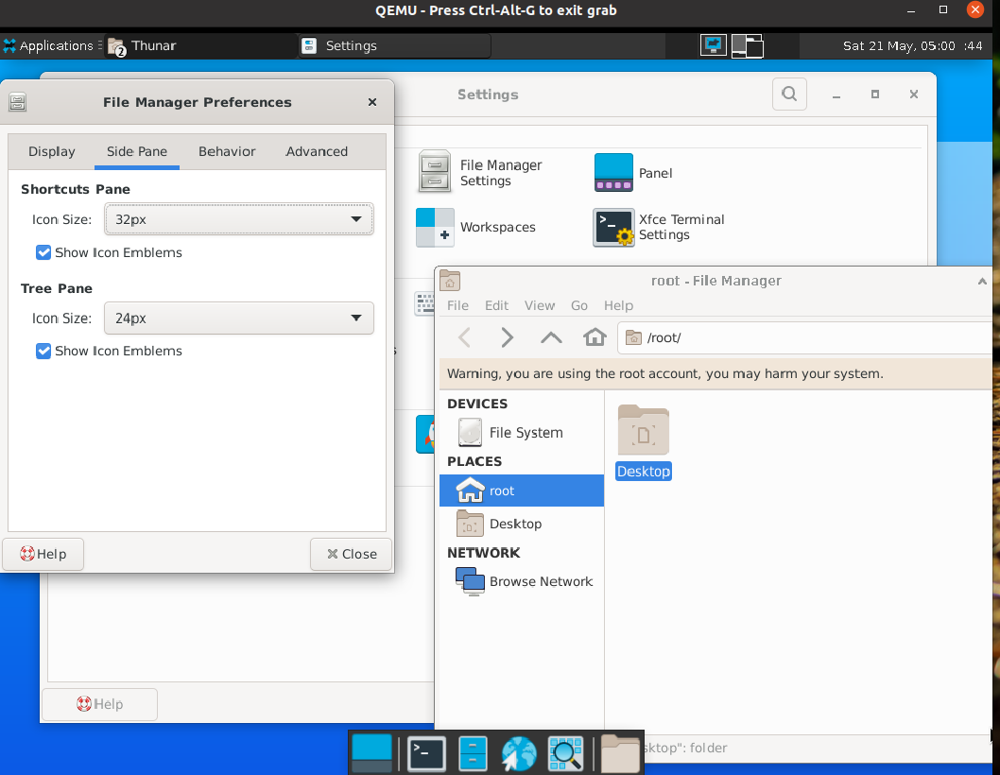 QEMU - Press Ctrl-Alt-G to exit grab
Applications
2
Thunar
Settings
Sat 21 May, 05:00 :44
File Manager Preferences
Settings
Display
Side Pane
Behavior
Advanced
Shortcuts Pane
Icon Size:
32px
Show Icon Emblems
Tree Pane
Icon Size:
24px
Show Icon Emblems
Help
Close
File Manager
Settings
Panel
Workspaces
Xfce Terminal
Settings
s
root - File Manager
File
Edit
View
Go
Help
/root/
Warning, you are using the root account, you may harm your system.
DEVICES
File System
PLACES
root
Desktop
NETWORK
Browse Network
Desktop
Help
sktop": folder